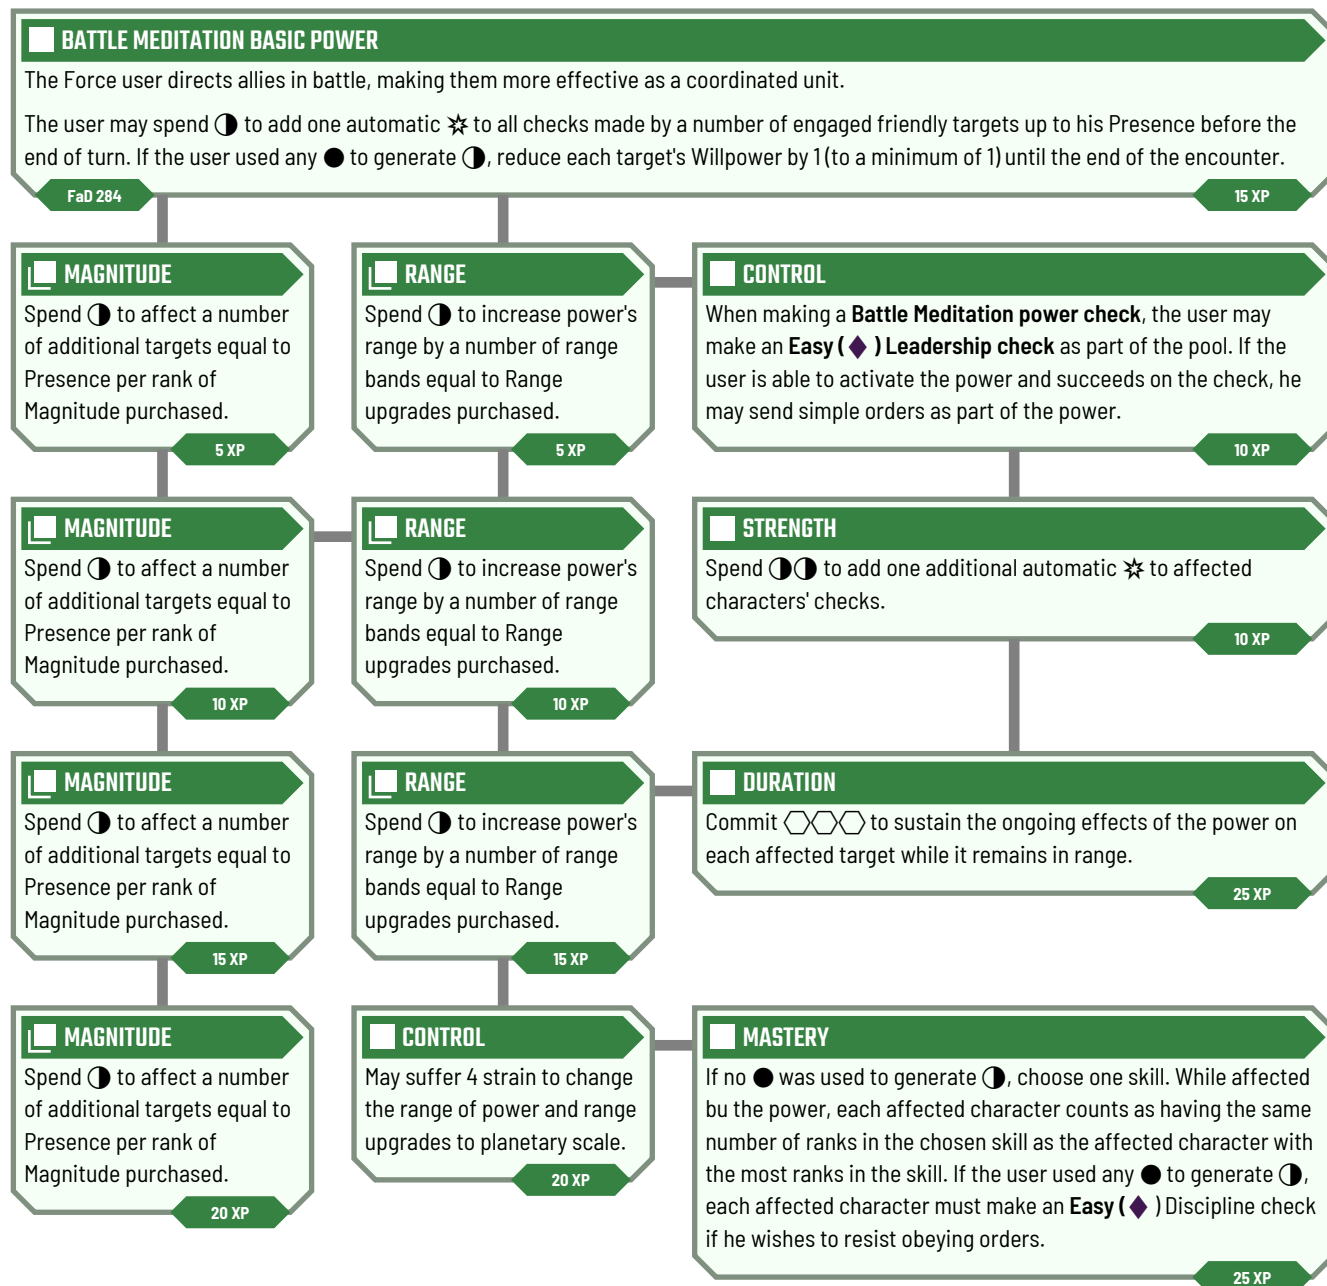 BATTLE MEDITATION BASIC POWER
The Force user directs allies in battle, making them more effective as a coordinated unit.
The user may spend ◑ to add one automatic to all checks made by a number of engaged friendly targets up to his Presence before the
end of turn. If the user used any ● to generate ◑, reduce each target's Willpower by 1 (to a minimum of 1) until the end of the encounter.
FaD 284
15 XP
MAGNITUDE
Spend ◑ to affect a number
of additional targets equal to
Presence per rank of
Magnitude purchased.
5 XP
RANGE
Spend ◑ to increase power's
range by a number of range
bands equal to Range
upgrades purchased.
5 XP
CONTROL
When making a Battle Meditation power check, the user may
make an Easy (♦) Leadership check as part of the pool. If the
user is able to activate the power and succeeds on the check, he
may send simple orders as part of the power.
10 XP
MAGNITUDE
Spend ◑ to affect a number
of additional targets equal to
Presence per rank of
Magnitude purchased.
10 XP
RANGE
Spend ◑ to increase power's
range by a number of range
bands equal to Range
upgrades purchased.
10 XP
STRENGTH
Spend ◑◑ to add one additional automatic to affected
characters' checks.
10 XP
MAGNITUDE
Spend ◑ to affect a number
of additional targets equal to
Presence per rank of
Magnitude purchased.
15 XP
RANGE
Spend ◑ to increase power's
range by a number of range
bands equal to Range
upgrades purchased.
15 XP
DURATION
Commit ⬡⬡⬡ to sustain the ongoing effects of the power on
each affected target while it remains in range.
25 XP
MAGNITUDE
Spend ◑ to affect a number
of additional targets equal to
Presence per rank of
Magnitude purchased.
20 XP
CONTROL
May suffer 4 strain to change
the range of power and range
upgrades to planetary scale.
20 XP
MASTERY
If no ● was used to generate ◑, choose one skill. While affected
bu the power, each affected character counts as having the same
number of ranks in the chosen skill as the affected character with
the most ranks in the skill. If the user used any ● to generate ◑,
each affected character must make an Easy (♦) Discipline check
if he wishes to resist obeying orders.
25 XP